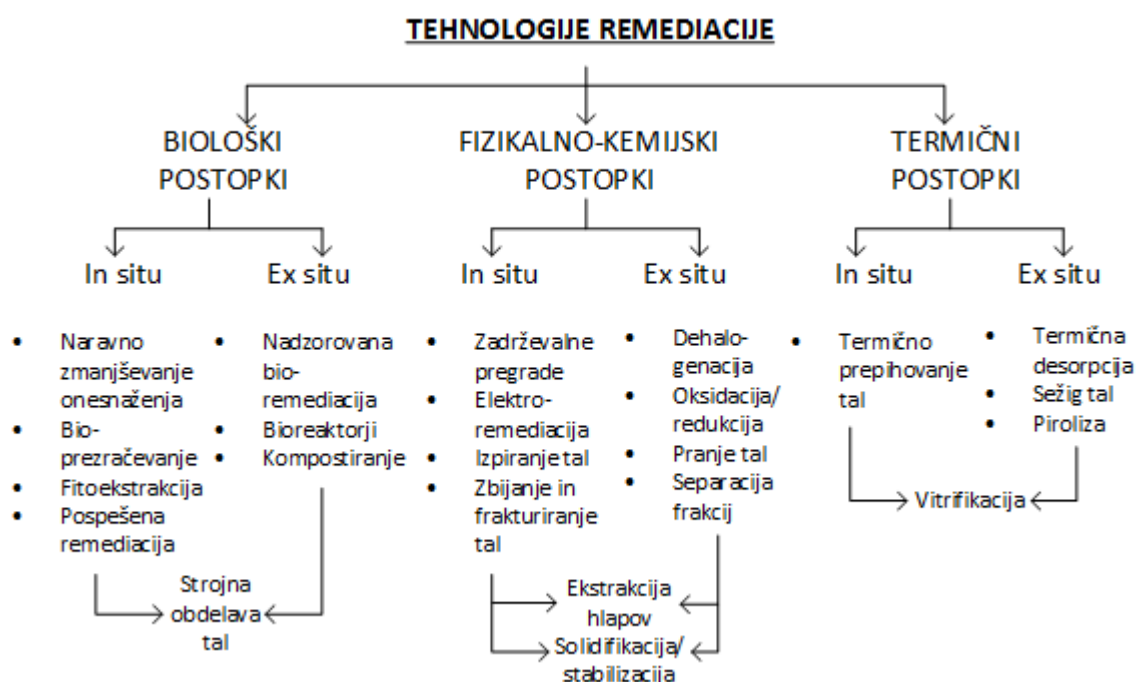 TEHNOLOGIJE REMEDIACIJE
BIOLOŠKI
POSTOPKI
FIZIKALNO-KEMIJSKI
POSTOPKI
TERMIČNI
POSTOPKI
In situ
Ex situ
In situ
Ex situ
In situ
Ex situ
• Naravno
zmanjševanje
onesnaženja
• Bio-
prezračevanje
• Fitoekstrakcija
• Pospešena
remediacija
• Nadzorovana
bio-
remediacija
• Bioreaktorji
• Kompostiranje
Strojna
obdelava
tal
• Zadrževalne
pregrade
• Elektro-
remediacija
• Izpiranje tal
• Zbijanje in
frakturiranje
tal
• Dehalo-
genacija
• Oksidacija/
redukcija
• Pranje tal
• Separacija
frakcij
Ekstrakcija
hlapov
Solidifikacija/
stabilizacija
• Termično
prepihovanje
tal
• Termična
desorpcija
• Sežig tal
• Piroliza
Vitrifikacija